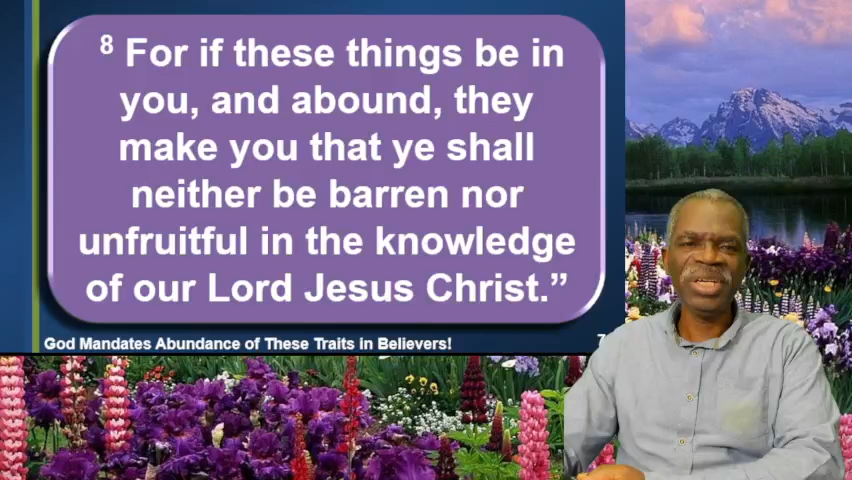 8 For if these things be in
you, and abound, they
make you that ye shall
neither be barren nor
unfruitful in the knowledge
of our Lord Jesus Christ.”
God Mandates Abundance of These Traits in Believers!
7